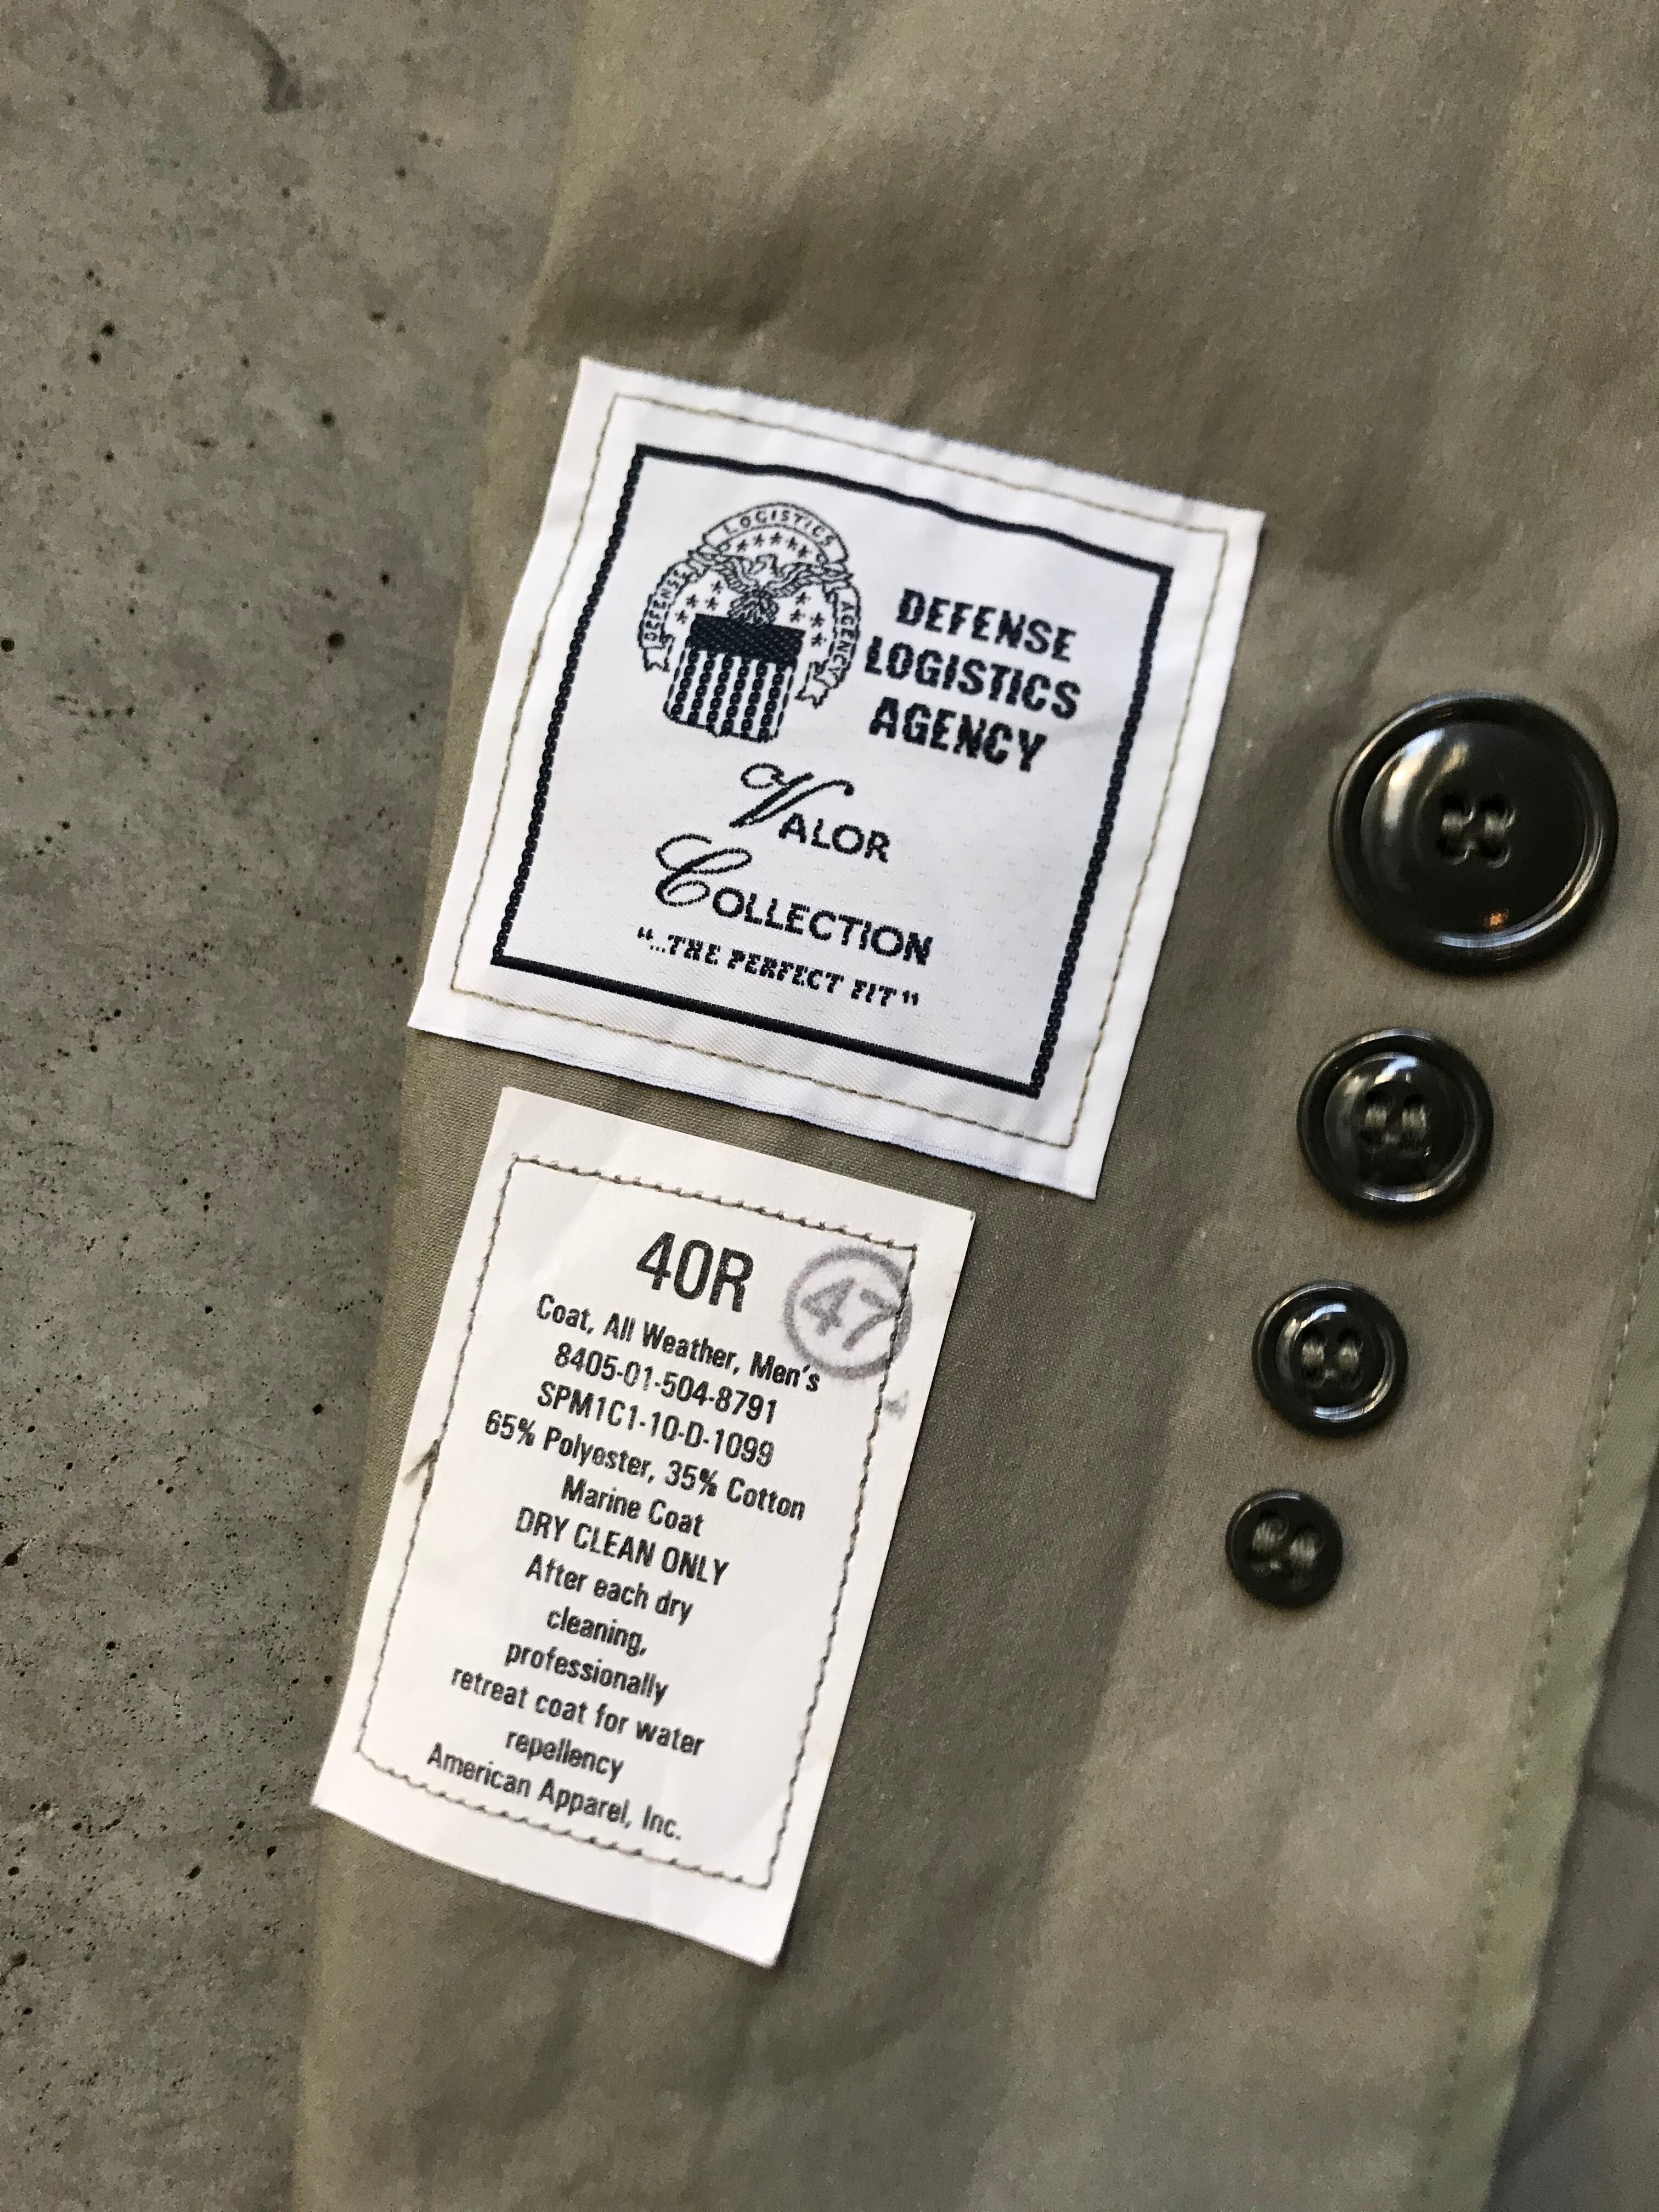 DEFENSE LOGISTICS AGENCY
DEFENSE
LOGISTICS
AGENCY
VALOR
COLLECTION
“...THE PERFECT FIT”
40R
47
Coat, All Weather, Men's
8405-01-504-8791
SPM1C1-10-D-1099
65% Polyester, 35% Cotton
Marine Coat
DRY CLEAN ONLY
After each dry
cleaning,
professionally
retreat coat for water
repellency
American Apparel, Inc.